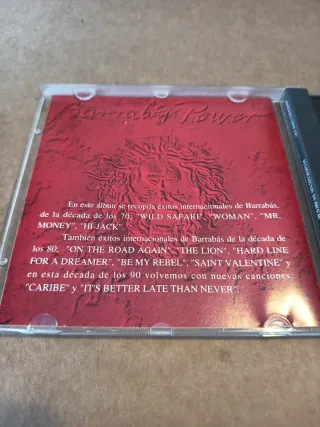 Barrabás Power
En este álbum se recopila éxitos internacionales de Barrabás,
de la década de los 70: "WILD SAFARI", "WOMAN", "MR.
MONEY", "HI-JACK".
También éxitos internacionales de Barrabás de la década de
los 80: "ON THE ROAD AGAIN", "THE LION", "HARD LINE
FOR A DREAMER", "BE MY REBEL", "SAINT VALENTINE" y
en esta década de los 90 volvemos con nuevas canciones:
"CARIBE" y "IT'S BETTER LATE THAN NEVER".